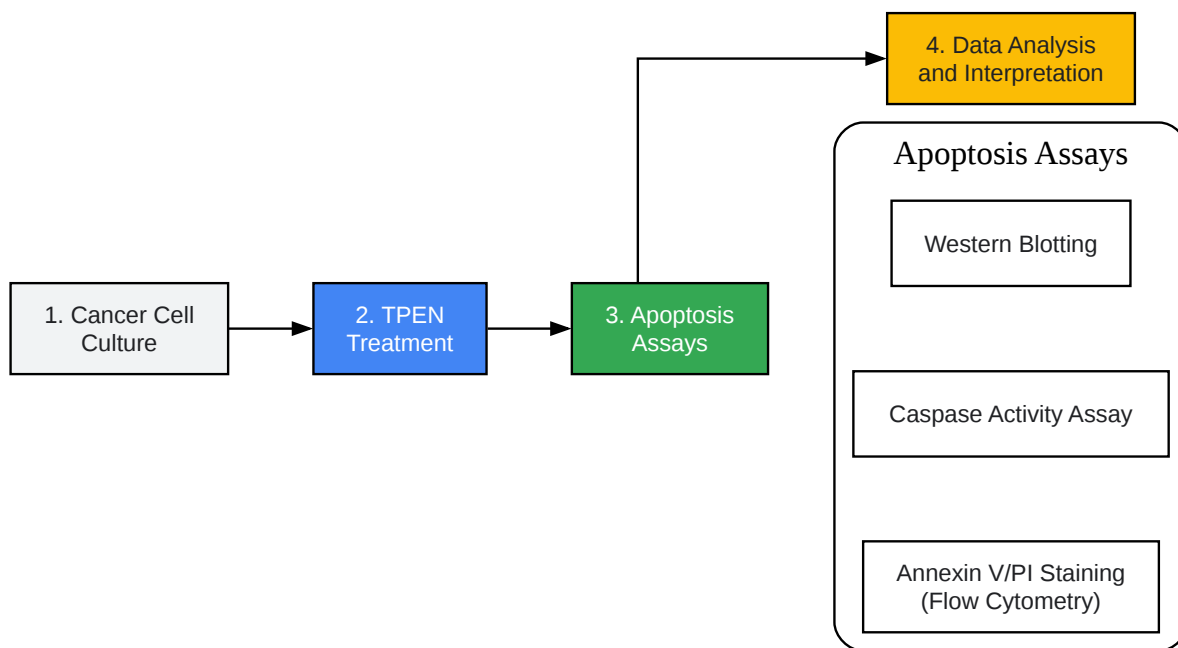 1. Cancer Cell
Culture
2. TPEN
Treatment
3. Apoptosis
Assays
4. Data Analysis
and Interpretation
Apoptosis Assays
Western Blotting
Caspase Activity Assay
Annexin V/PI Staining
(Flow Cytometry)